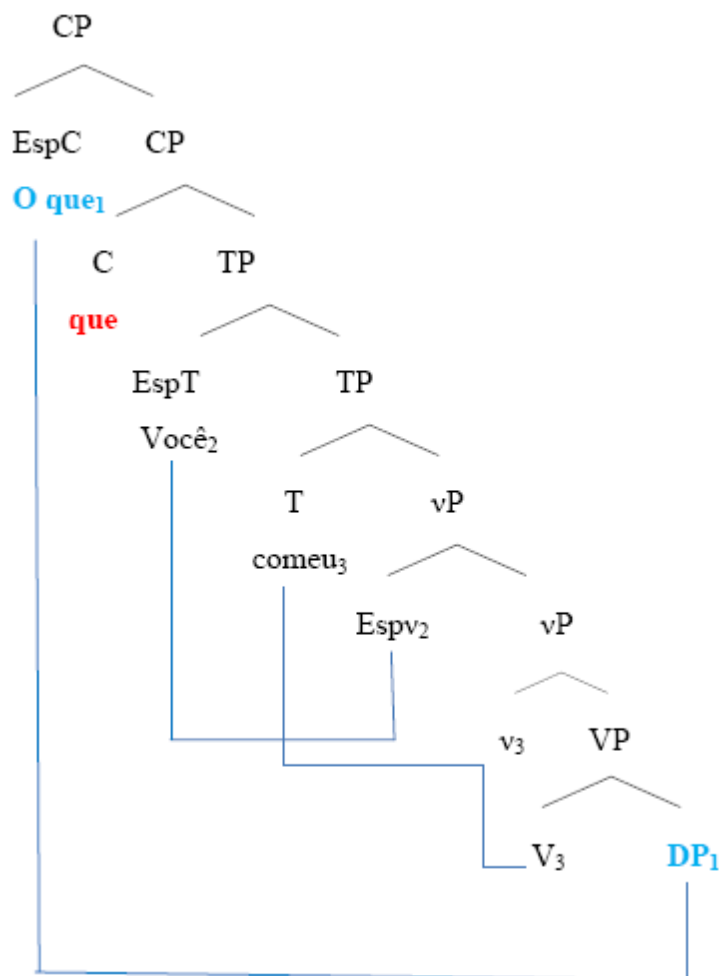 CP
EspC CP
O que1
C TP
que
EspT TP
Você2
T vP
comeu3
Espv2 vP
v3 VP
V3 DP1